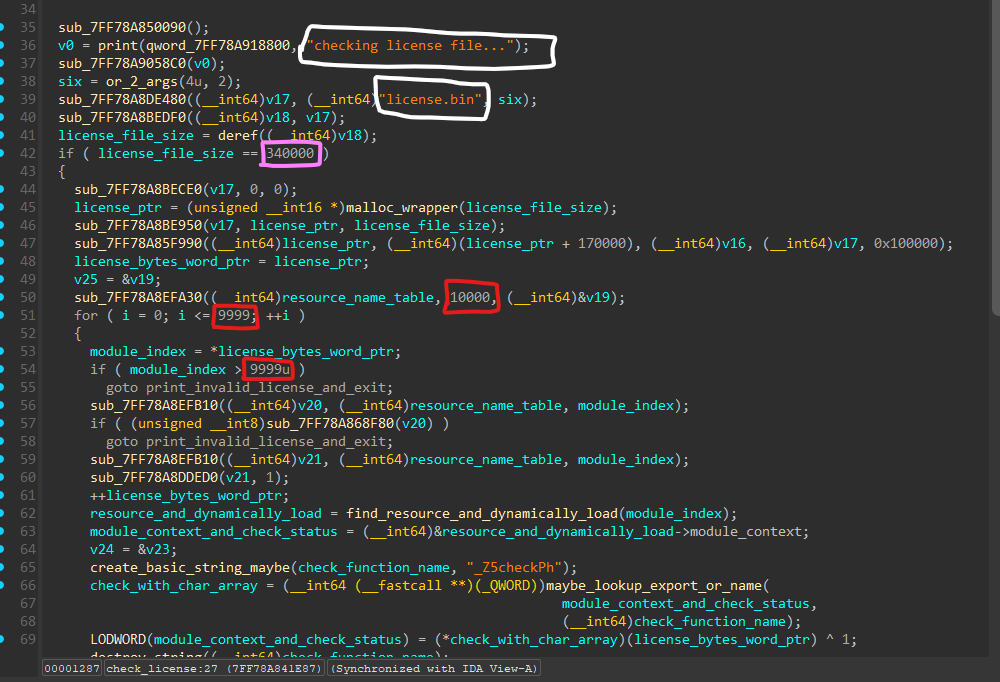 34
35 sub_7FF78A850090();
36 v0 = print(qword_7FF78A918800, "checking license file...");
37 sub_7FF78A9058C0(v0);
38 six = or_2_args(4u, 2);
39 sub_7FF78A8DE480((__int64)v17, (__int64)"license.bin", six);
40 sub_7FF78A8BEDF0((__int64)v18, v17);
41 license_file_size = deref((__int64)v18);
42 if ( license_file_size == 340000 )
43 {
44 sub_7FF78A8BECE0(v17, 0, 0);
45 license_ptr = (unsigned __int16 *)malloc_wrapper(license_file_size);
46 sub_7FF78A8BE950(v17, license_ptr, license_file_size);
47 sub_7FF78A85F990((__int64)license_ptr, (__int64)(license_ptr + 170000), (__int64)v16, (__int64)v17, 0x100000);
48 license_bytes_word_ptr = license_ptr;
49 v25 = &v19;
50 sub_7FF78A8EFA30((__int64)resource_name_table, 10000, (__int64)&v19);
51 for ( i = 0; i <= 9999; ++i )
52 {
53 module_index = *license_bytes_word_ptr;
54 if ( module_index > 9999u )
55 goto print_invalid_license_and_exit;
56 sub_7FF78A8EFB10((__int64)v20, (__int64)resource_name_table, module_index);
57 if ( (unsigned __int8)sub_7FF78A868F80(v20) )
58 goto print_invalid_license_and_exit;
59 sub_7FF78A8EFB10((__int64)v21, (__int64)resource_name_table, module_index);
60 sub_7FF78A8DDED0(v21, 1);
61 ++license_bytes_word_ptr;
62 resource_and_dynamically_load = find_resource_and_dynamically_load(module_index);
63 module_context_and_check_status = (__int64)&resource_and_dynamically_load->module_context;
64 v24 = &v23;
65 create_basic_string_maybe(check_function_name, "_Z5checkPh");
66 check_with_char_array = (__int64 (__fastcall **)(_QWORD))maybe_lookup_export_or_name(
67 module_context_and_check_status,
68 (__int64)check_function_name);
69 LODWORD(module_context_and_check_status) = (*check_with_char_array)(license_bytes_word_ptr) ^ 1;
destroy_string((__int64)check_function_name);
00001287 check_license:27 (7FF78A841E87) (Synchronized with IDA View-A)